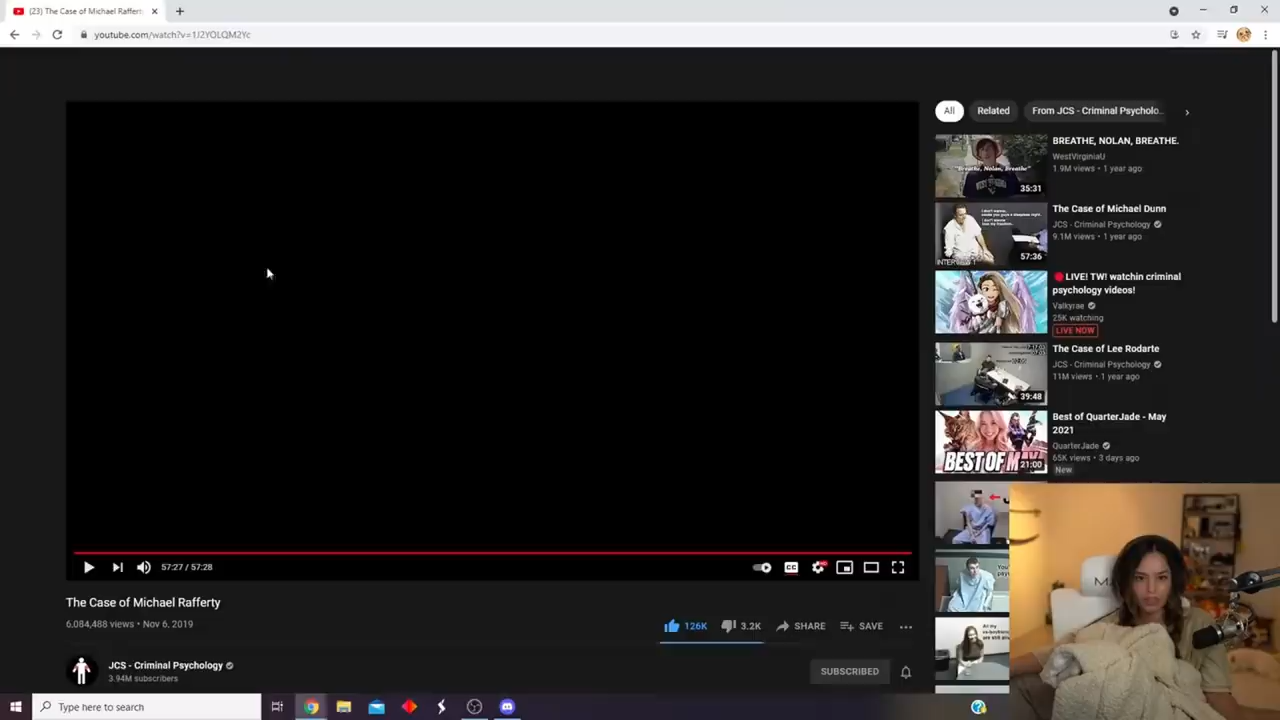 (23) The Case of Michael Raffert
youtube.com/watch?v=1J2YOLQM2Yc
All
Related
From JCS - Criminal Psycholo...
BREATHE, NOLAN, BREATHE.
WestVirginiaU
1.9M views • 1 year ago
"Breathe, Nolan, Breathe"
35:31
The Case of Michael Dunn
JCS - Criminal Psychology
9.1M views • 1 year ago
INTERVIEW 1
57:36
LIVE! TW! watchin criminal
psychology videos!
Valkyrae
25K watching
LIVE NOW
The Case of Lee Rodarte
JCS - Criminal Psychology
11M views • 1 year ago
39:48
Best of QuarterJade - May
2021
QuarterJade
65K views • 3 days ago
New
BEST OF MAY
21:00
57:27 / 57:28
CC
The Case of Michael Rafferty
6,084,488 views • Nov 6, 2019
126K
3.2K
SHARE
SAVE
JCS - Criminal Psychology
3.94M subscribers
SUBSCRIBED
Type here to search